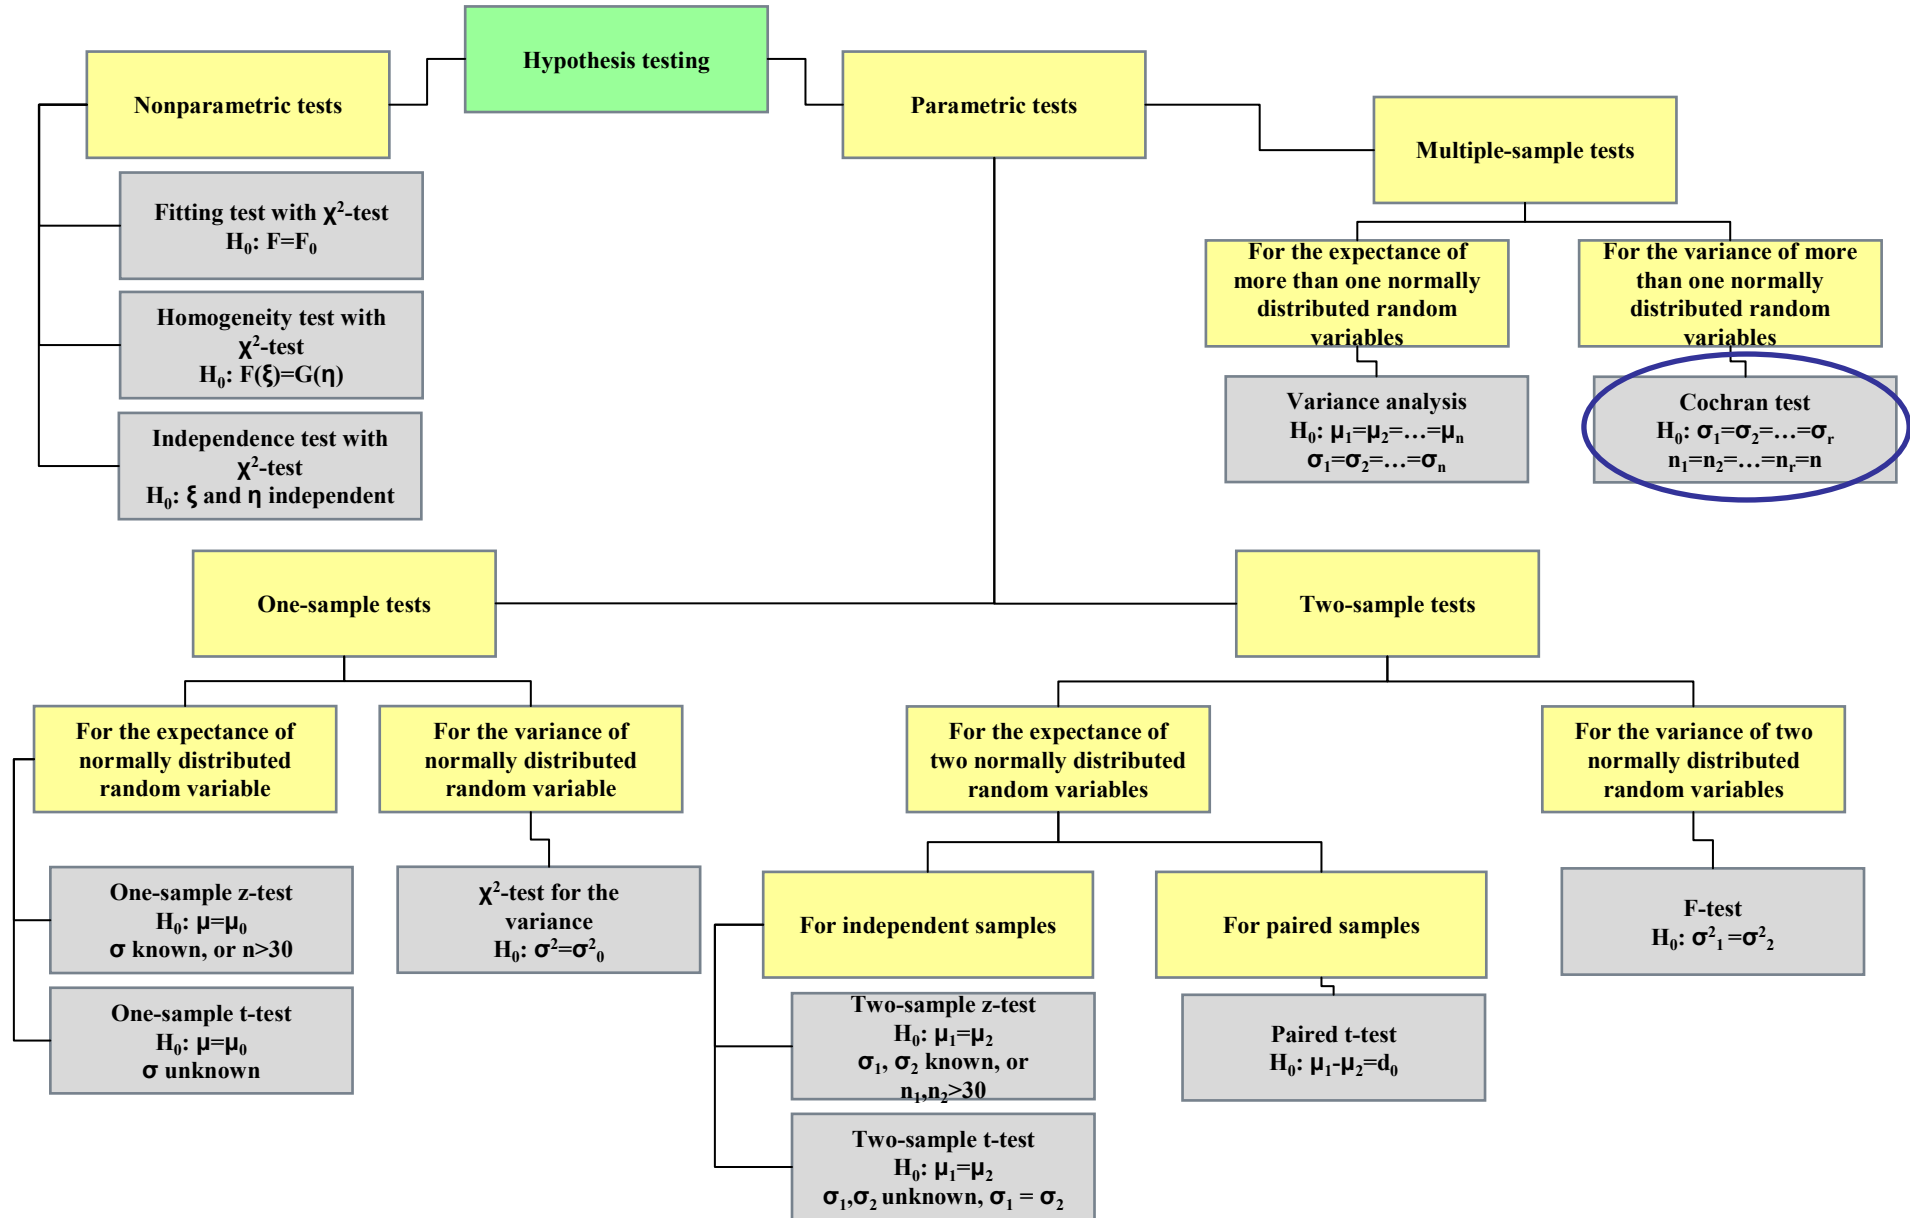 Hypothesis testing
Nonparametric tests
Parametric tests
Multiple-sample tests
Fitting test with χ²-test
H₀: F=F₀
Homogeneity test with
χ²-test
H₀: F(ξ)=G(η)
Independence test with
χ²-test
H₀: ξ and η independent
For the expectance of
more than one normally
distributed random
variables
For the variance of more
than one normally
distributed random
variables
Variance analysis
H₀: μ₁=μ₂=…=μₙ
σ₁=σ₂=…=σₙ
Cochran test
H₀: σ₁=σ₂=…=σᵣ
n₁=n₂=…=nᵣ=n
One-sample tests
Two-sample tests
For the expectance of
normally distributed
random variable
For the variance of
normally distributed
random variable
For the expectance of
two normally distributed
random variables
For the variance of two
normally distributed
random variables
One-sample z-test
H₀: μ=μ₀
σ known, or n>30
One-sample t-test
H₀: μ=μ₀
σ unknown
χ²-test for the
variance
H₀: σ²=σ²₀
For independent samples
For paired samples
Two-sample z-test
H₀: μ₁=μ₂
σ₁, σ₂ known, or
n₁,n₂>30
Two-sample t-test
H₀: μ₁=μ₂
σ₁,σ₂ unknown, σ₁ = σ₂
Paired t-test
H₀: μ₁-μ₂=d₀
F-test
H₀: σ²₁ =σ²₂